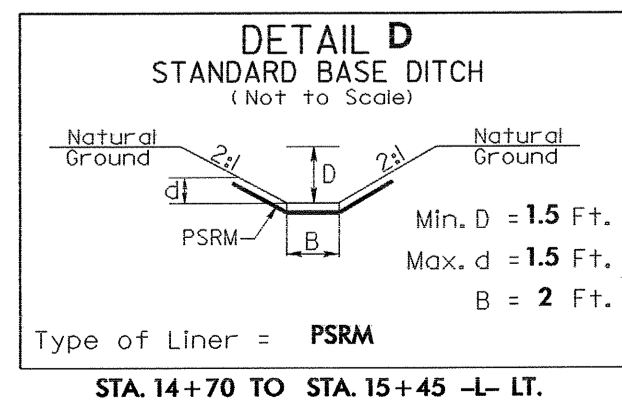 DETAIL D
STANDARD BASE DITCH
(Not to Scale)
Natural Ground
2:1
D
2:1
Natural Ground
d
PSRM
B
Min. D = 1.5 Ft.
Max. d = 1.5 Ft.
B = 2 Ft.
Type of Liner = PSRM
STA. 14+70 TO STA. 15+45 -L- LT.